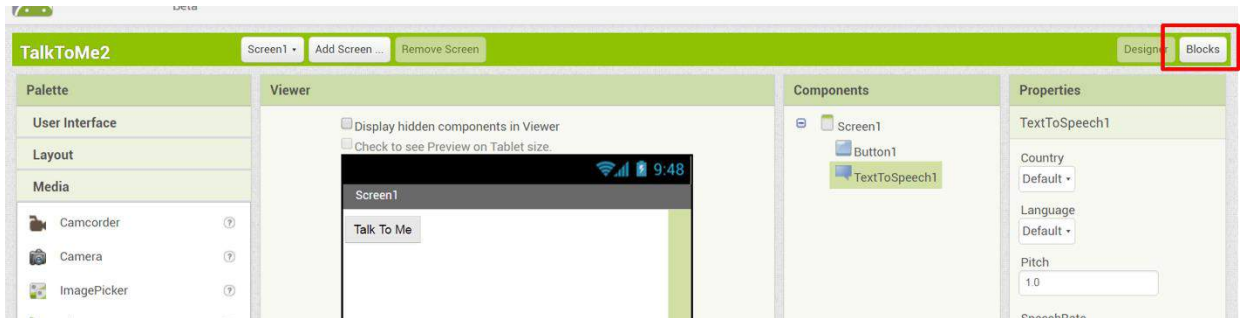 Beta
TalkToMe2
Screen1
Add Screen ...
Remove Screen
Designer
Blocks
Palette
User Interface
Layout
Media
Camcorder
Camera
ImagePicker
Viewer
Display hidden components in Viewer
Check to see Preview on Tablet size.
9:48
Screen1
Talk To Me
Components
Screen1
Button1
TextToSpeech1
Properties
TextToSpeech1
Country
Default
Language
Default
Pitch
1.0
SpeechRate